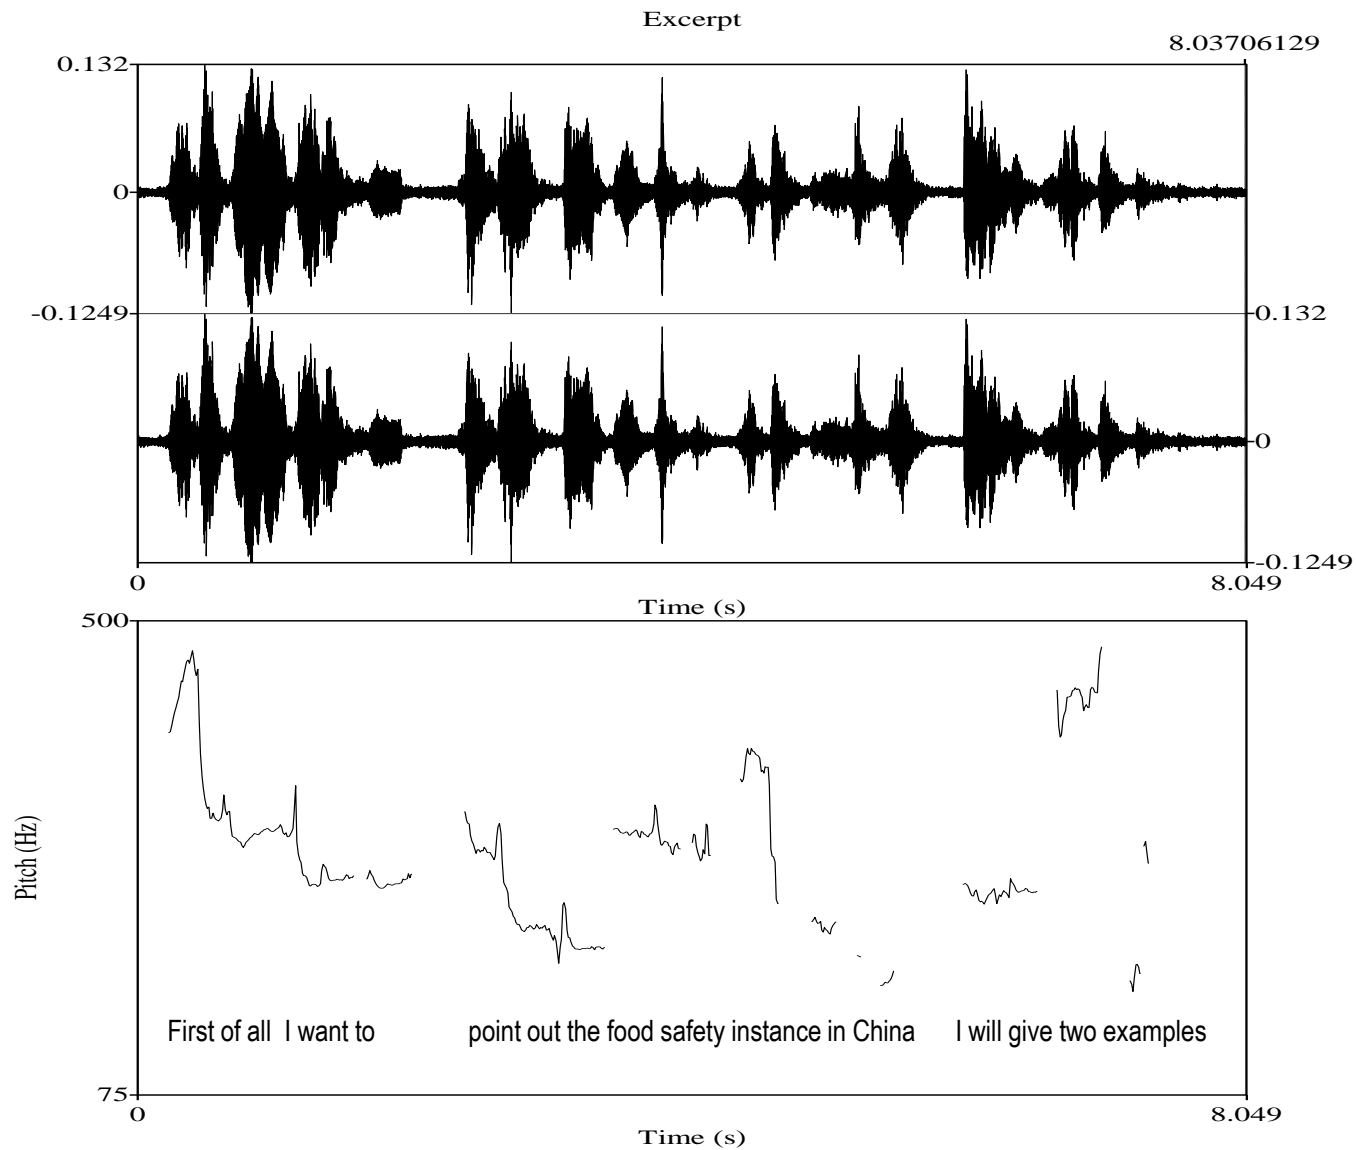 Excerpt
8.03706129
0.132
0
-0.1249
0.132
0
-0.1249
0
8.049
Time (s)
500
Pitch (Hz)
First of all I want to point out the food safety instance in China I will give two examples
75
0
8.049
Time (s)